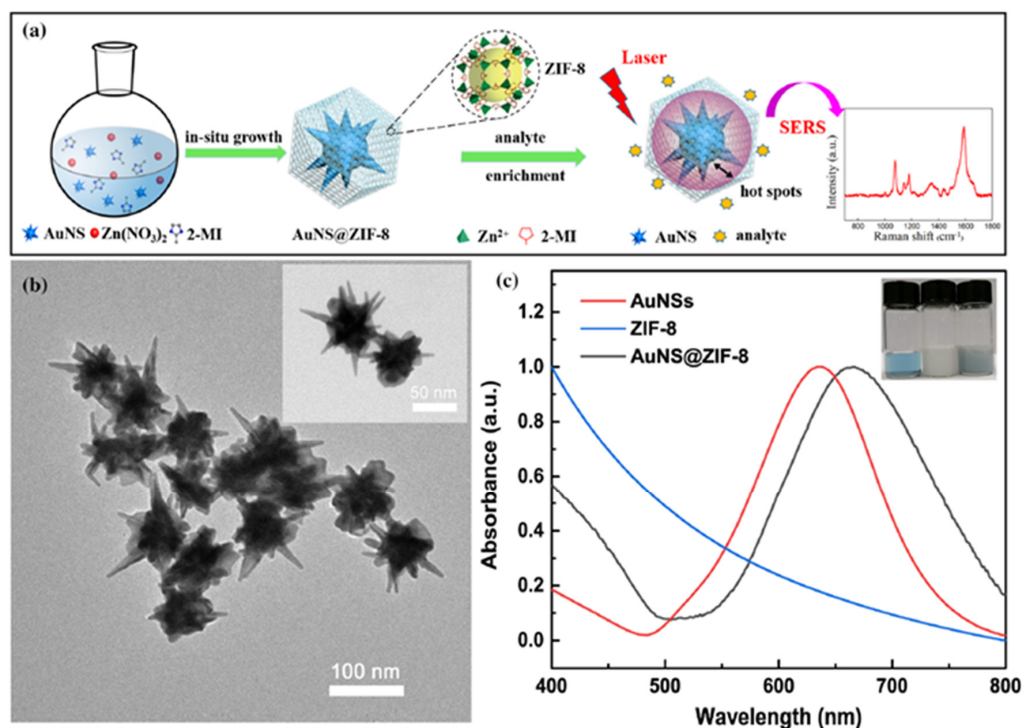 (a)
ZIF-8
Laser
in-situ growth
analyte
enrichment
SERS
hot spots
AuNS Zn(NO₃)₂ 2-MI
AuNS@ZIF-8
Zn²⁺ 2-MI
AuNS analyte
Intensity (a.u.)
800 1000 1200 1400 1600 1800
Raman shift (cm⁻¹)
(b)
50 nm
100 nm
(c)
AuNSs
ZIF-8
AuNS@ZIF-8
Absorbance (a.u.)
1.2
1.0
0.8
0.6
0.4
0.2
0.0
400 500 600 700 800
Wavelength (nm)